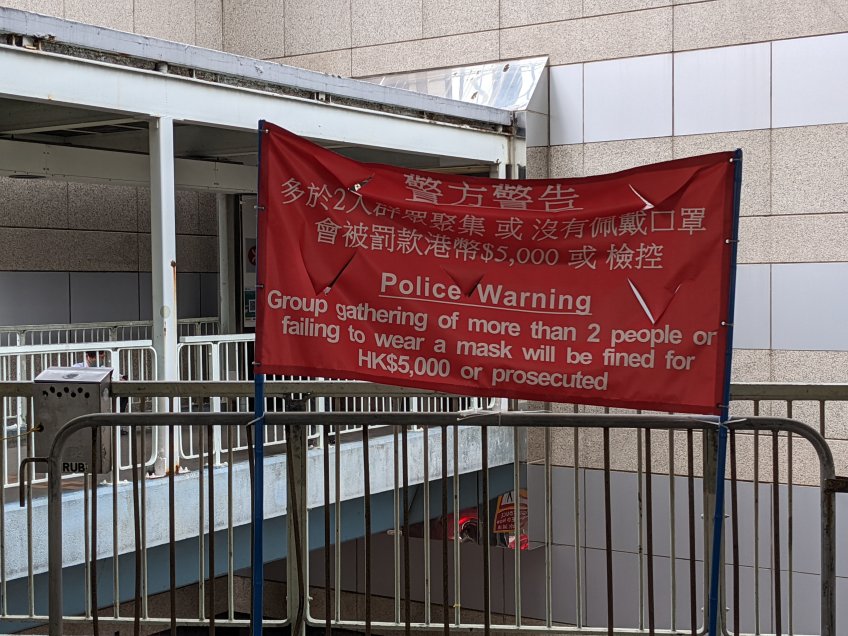 警方警告
多於2人群眾聚集 或 沒有佩戴口罩
會被罰款港幣$5,000 或 檢控
Police Warning
Group gathering of more than 2 people or
failing to wear a mask will be fined for
HK$5,000 or prosecuted
RUB